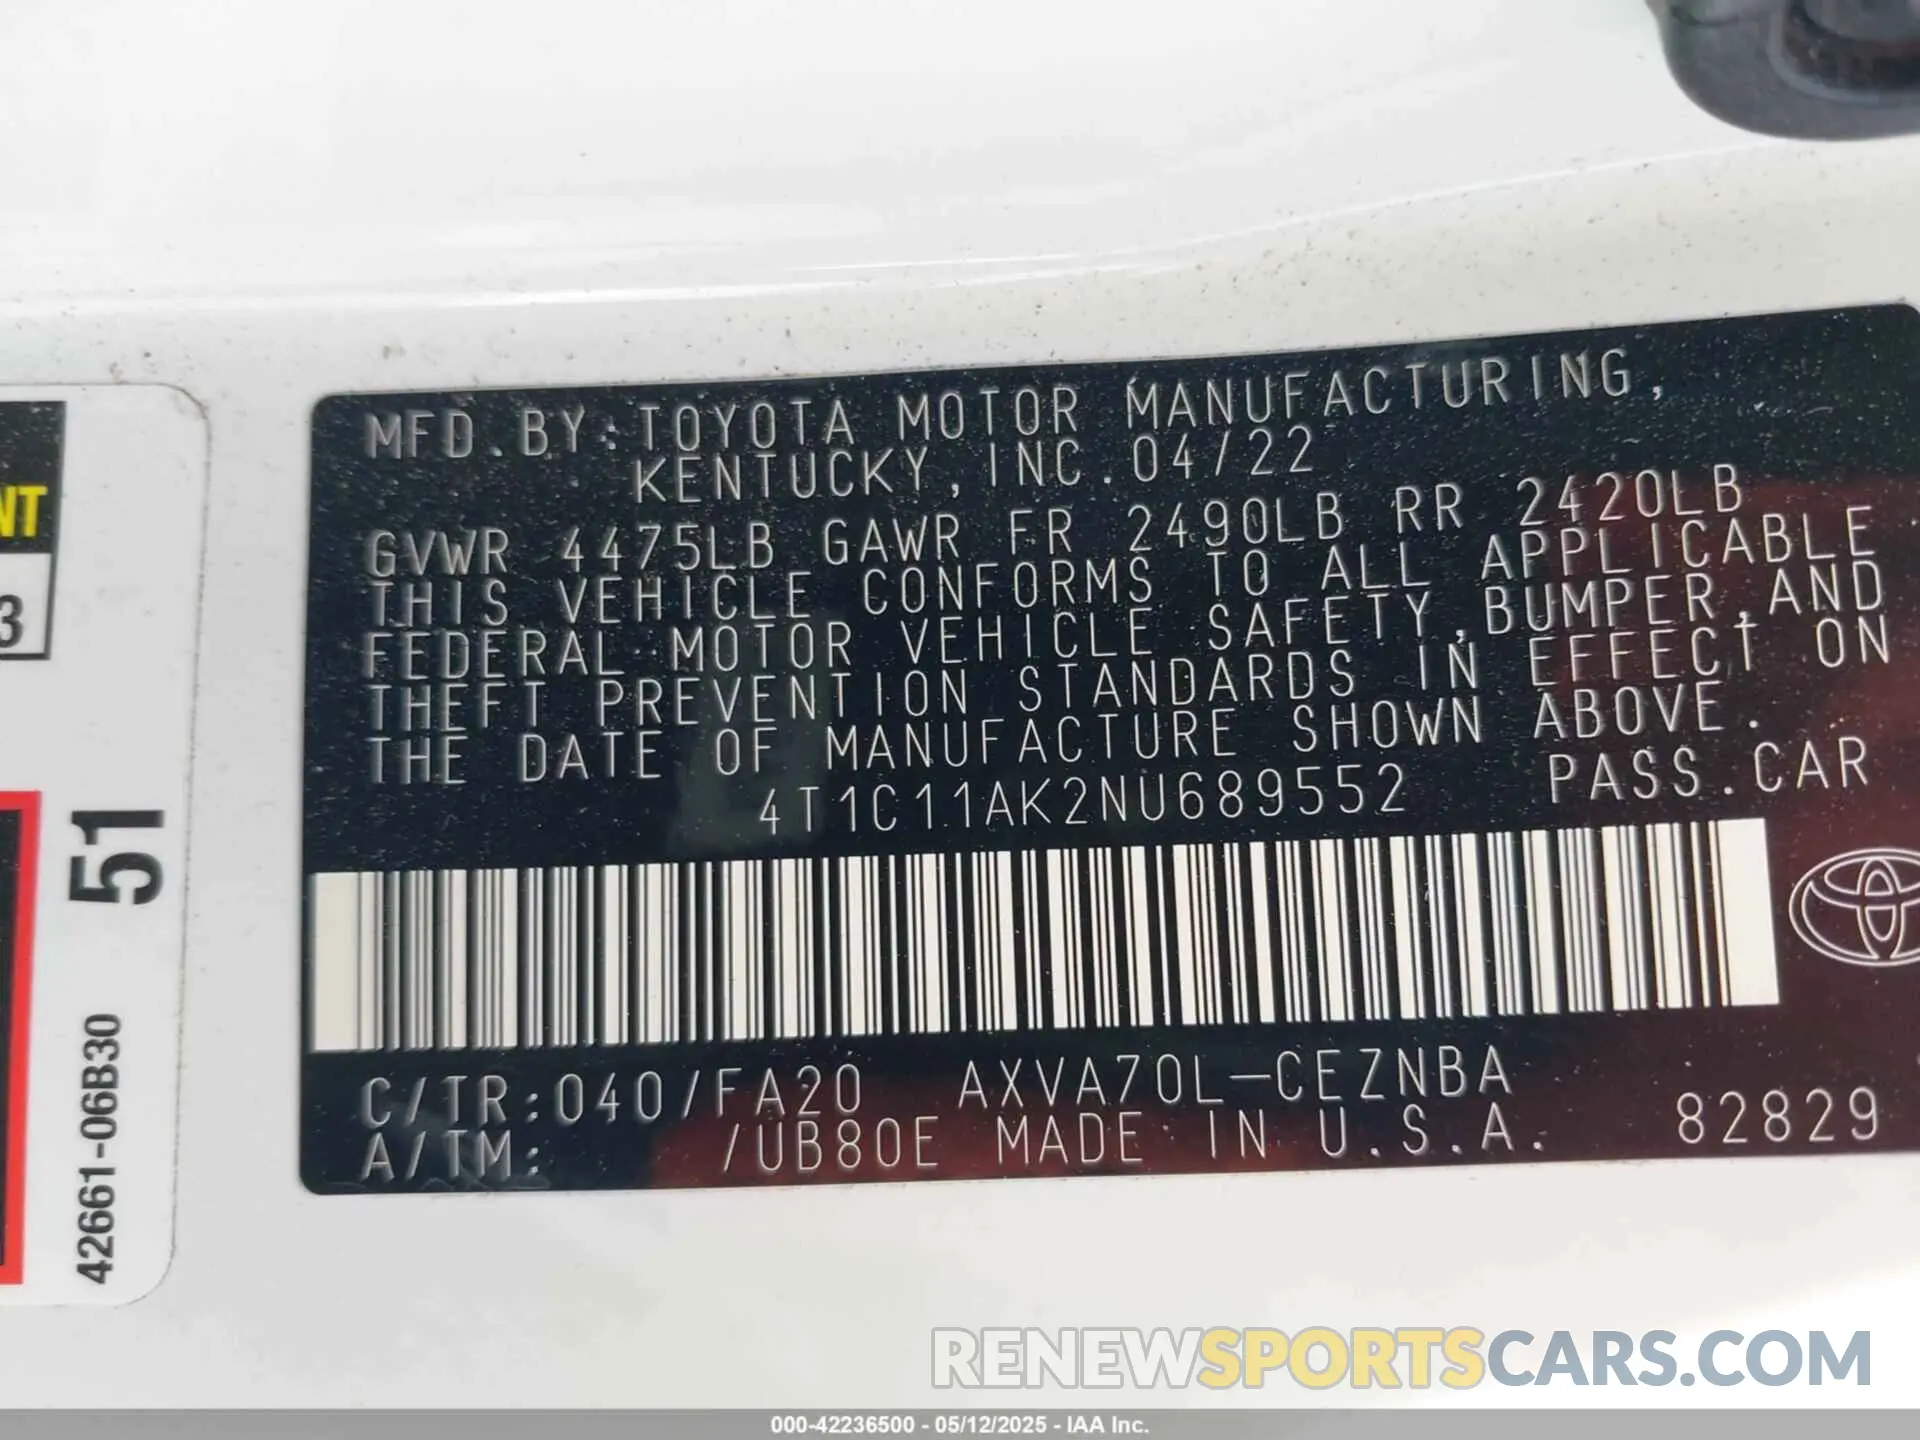 MFD.BY:TOYOTA MOTOR MANUFACTURING,
KENTUCKY, INC.04/22
GVWR 4475LB GAWR FR 2490LB RR 2420LB
THIS VEHICLE CONFORMS TO ALL APPLICABLE
FEDERAL MOTOR VEHICLE SAFETY,BUMPER,AND
THEFT PREVENTION STANDARDS IN EFFECT ON
THE DATE OF MANUFACTURE SHOWN ABOVE.
4T1C11AK2NU689552 PASS.CAR
C/TR:040/FA20 AXVA70L-CEZNBA
A/TM: /UB80E MADE IN U.S.A. 82829
NT
3
51
42661-06B30
RENEWSPORTSCARS.COM
000-42236500 - 05/12/2025 - IAA Inc.